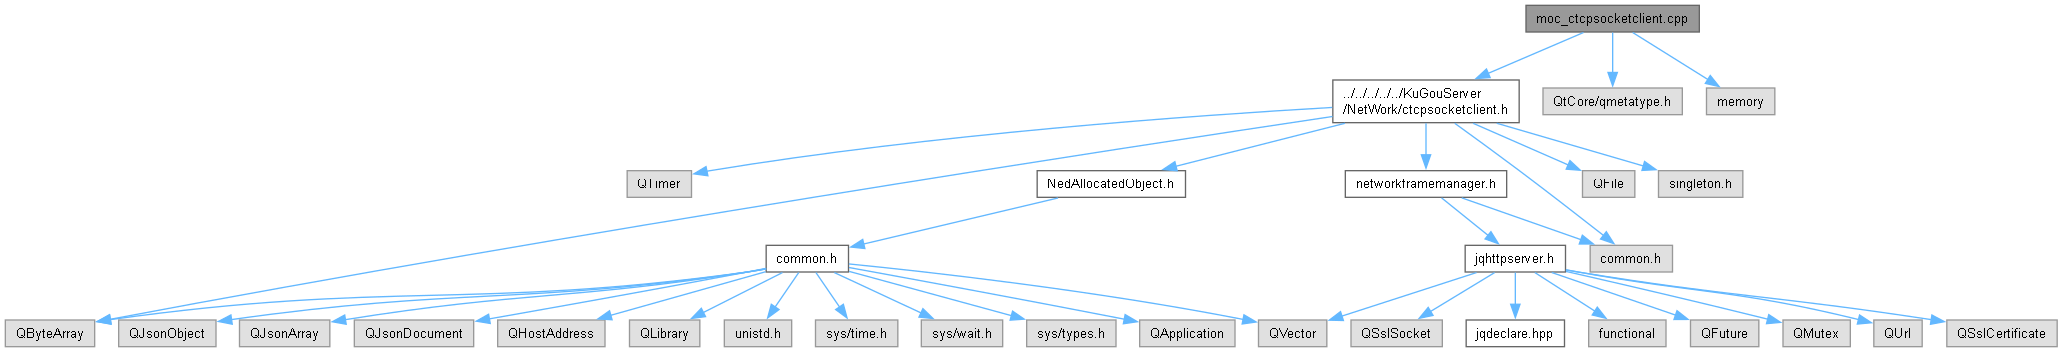 moc_ctcpsocketclient.cpp
../../../../../KuGouServer
/NetWork/ctcpsocketclient.h
QtCore/qmetatype.h
memory
QTimer
NedAllocatedObject.h
networkframemanager.h
QFile
singleton.h
common.h
jqhttpserver.h
common.h
QByteArray
QJsonObject
QJsonArray
QJsonDocument
QHostAddress
QLibrary
unistd.h
sys/time.h
sys/wait.h
sys/types.h
QApplication
QVector
QSslSocket
jqdeclare.hpp
functional
QFuture
QMutex
QUrl
QSslCertificate